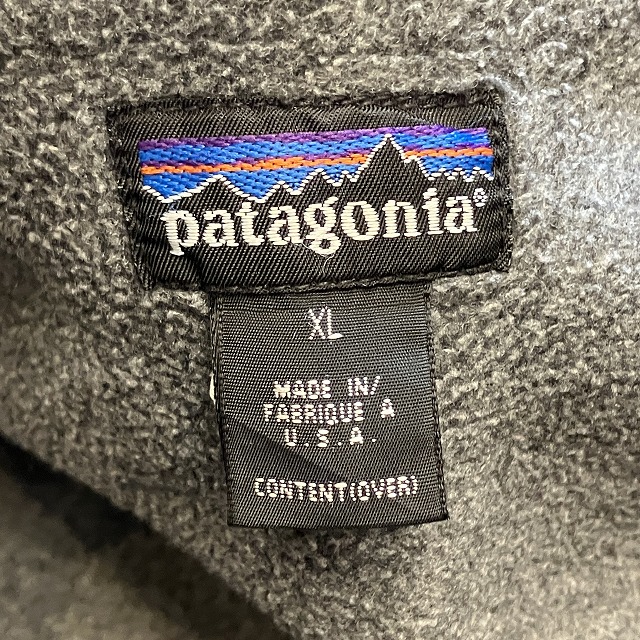 patagonia®
XL
MADE IN/
FABRIQUE A
U.S.A.
CONTENT(OVER)